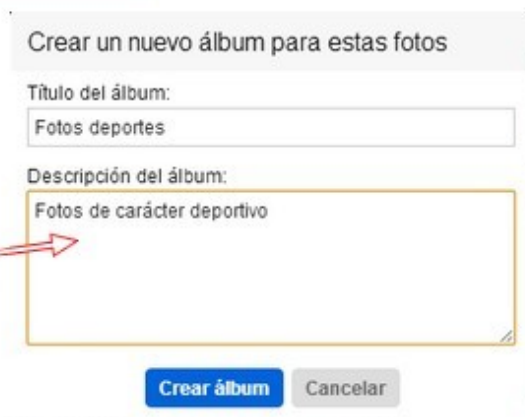 Crear un nuevo álbum para estas fotos
Título del álbum:
Fotos deportes
Descripción del álbum:
Fotos de carácter deportivo
Crear álbum Cancelar